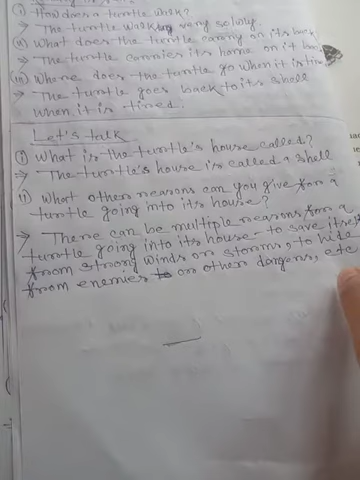 (i) How does a turtle walk?
→ The turtle walks very solwly.
(ii) What does the turtle carry on its back
→ The turtle carries its home on it bac
(iii) Where does the turtle go when it is tire
→ The turtle goes back to its shell
when it is tired.
Let's talk
(i) What is the turtle's house called?
→ The turtle's house is called a shell
(ii) What other reasons can you give for a
turtle going into its house?
→ There can be multiple reasons for a
turtle going into its house - to save itself
from strong winds or storms, to hide
from enemies or other dangers, etc